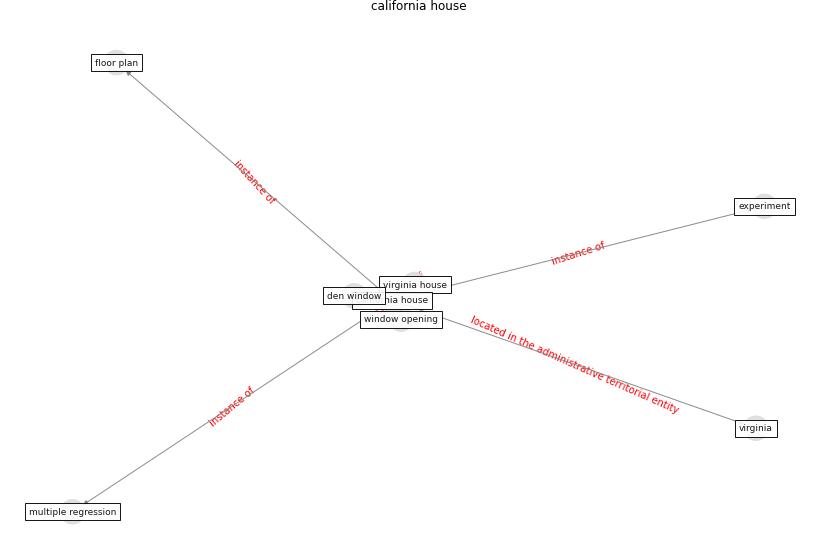 california house
floor plan
instance of
experiment
instance of
virginia house
den window
nia house
window opening
located in the administrative territorial entity
instance of
virginia
multiple regression